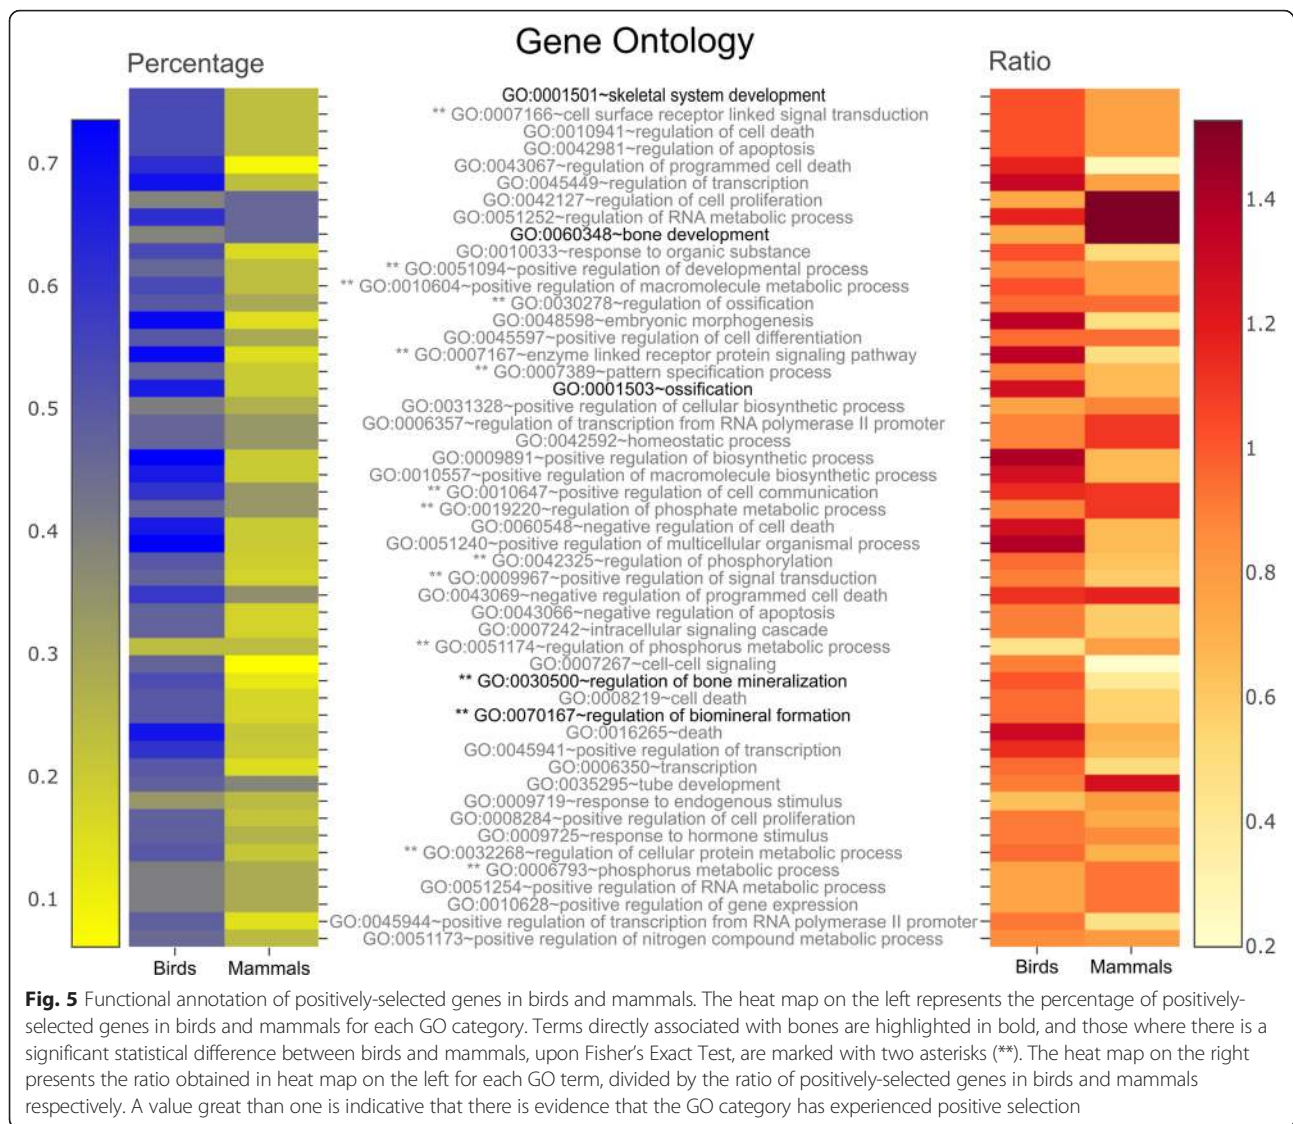 Gene Ontology
Percentage
Ratio
0.7
0.6
0.5
0.4
0.3
0.2
0.1
GO:0001501~skeletal system development
** GO:0007166~cell surface receptor linked signal transduction
GO:0010941~regulation of cell death
GO:0042981~regulation of apoptosis
GO:0043067~regulation of programmed cell death
GO:0045449~regulation of transcription
GO:0042127~regulation of cell proliferation
GO:0051252~regulation of RNA metabolic process
GO:0060348~bone development
GO:0010033~response to organic substance
** GO:0051094~positive regulation of developmental process
** GO:0010604~positive regulation of macromolecule metabolic process
** GO:0030278~regulation of ossification
GO:0048598~embryonic morphogenesis
GO:0045597~positive regulation of cell differentiation
** GO:0007167~enzyme linked receptor protein signaling pathway
** GO:0007389~pattern specification process
GO:0001503~ossification
GO:0031328~positive regulation of cellular biosynthetic process
GO:0006357~regulation of transcription from RNA polymerase II promoter
GO:0042592~homeostatic process
GO:0009891~positive regulation of biosynthetic process
GO:0010557~positive regulation of macromolecule biosynthetic process
** GO:0010647~positive regulation of cell communication
** GO:0019220~regulation of phosphate metabolic process
GO:0060548~negative regulation of cell death
GO:0051240~positive regulation of multicellular organismal process
** GO:0042325~regulation of phosphorylation
** GO:0009967~positive regulation of signal transduction
GO:0043069~negative regulation of programmed cell death
GO:0043066~negative regulation of apoptosis
GO:0007242~intracellular signaling cascade
** GO:0051174~regulation of phosphorus metabolic process
GO:0007267~cell-cell signaling
** GO:0030500~regulation of bone mineralization
GO:0008219~cell death
** GO:0070167~regulation of biomineral formation
GO:0016265~death
GO:0045941~positive regulation of transcription
GO:0006350~transcription
GO:0035295~tube development
GO:0009719~response to endogenous stimulus
GO:0008284~positive regulation of cell proliferation
GO:0009725~response to hormone stimulus
** GO:0032268~regulation of cellular protein metabolic process
** GO:0006793~phosphorus metabolic process
GO:0051254~positive regulation of RNA metabolic process
GO:0010628~positive regulation of gene expression
GO:0045944~positive regulation of transcription from RNA polymerase II promoter
GO:0051173~positive regulation of nitrogen compound metabolic process
1.4
1.2
1
0.8
0.6
0.4
0.2
Birds Mammals
Birds Mammals
Fig. 5 Functional annotation of positively-selected genes in birds and mammals. The heat map on the left represents the percentage of positively-
selected genes in birds and mammals for each GO category. Terms directly associated with bones are highlighted in bold, and those where there is a
significant statistical difference between birds and mammals, upon Fisher's Exact Test, are marked with two asterisks (**). The heat map on the right
presents the ratio obtained in heat map on the left for each GO term, divided by the ratio of positively-selected genes in birds and mammals
respectively. A value great than one is indicative that there is evidence that the GO category has experienced positive selection